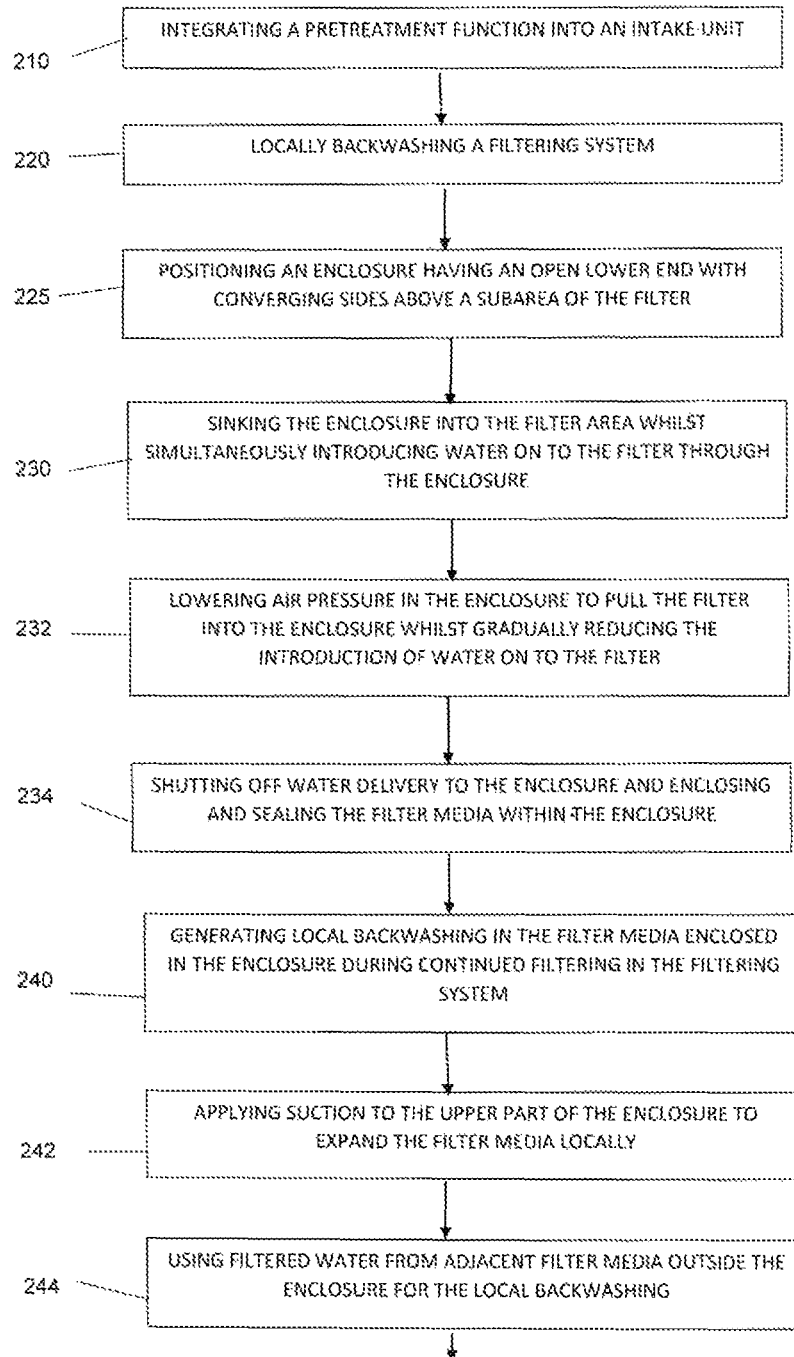 210
INTEGRATING A PRETREATMENT FUNCTION INTO AN INTAKE-UNIT
220
LOCALLY BACKWASHING A FILTERING SYSTEM
225
POSITIONING AN ENCLOSURE HAVING AN OPEN LOWER END WITH
CONVERGING SIDES ABOVE A SUBAREA OF THE FILTER
230
SINKING THE ENCLOSURE INTO THE FILTER AREA WHILST
SIMULTANEOUSLY INTRODUCING WATER ON TO THE FILTER THROUGH
THE ENCLOSURE
232
LOWERING AIR PRESSURE IN THE ENCLOSURE TO PULL THE FILTER
INTO THE ENCLOSURE WHILST GRADUALLY REDUCING THE
INTRODUCTION OF WATER ON TO THE FILTER
234
SHUTTING OFF WATER DELIVERY TO THE ENCLOSURE AND ENCLOSING
AND SEALING THE FILTER MEDIA WITHIN THE ENCLOSURE
240
GENERATING LOCAL BACKWASHING IN THE FILTER MEDIA ENCLOSED
IN THE ENCLOSURE DURING CONTINUED FILTERING IN THE FILTERING
SYSTEM
242
APPLYING SUCTION TO THE UPPER PART OF THE ENCLOSURE TO
EXPAND THE FILTER MEDIA LOCALLY
244
USING FILTERED WATER FROM ADJACENT FILTER MEDIA OUTSIDE THE
ENCLOSURE FOR THE LOCAL BACKWASHING